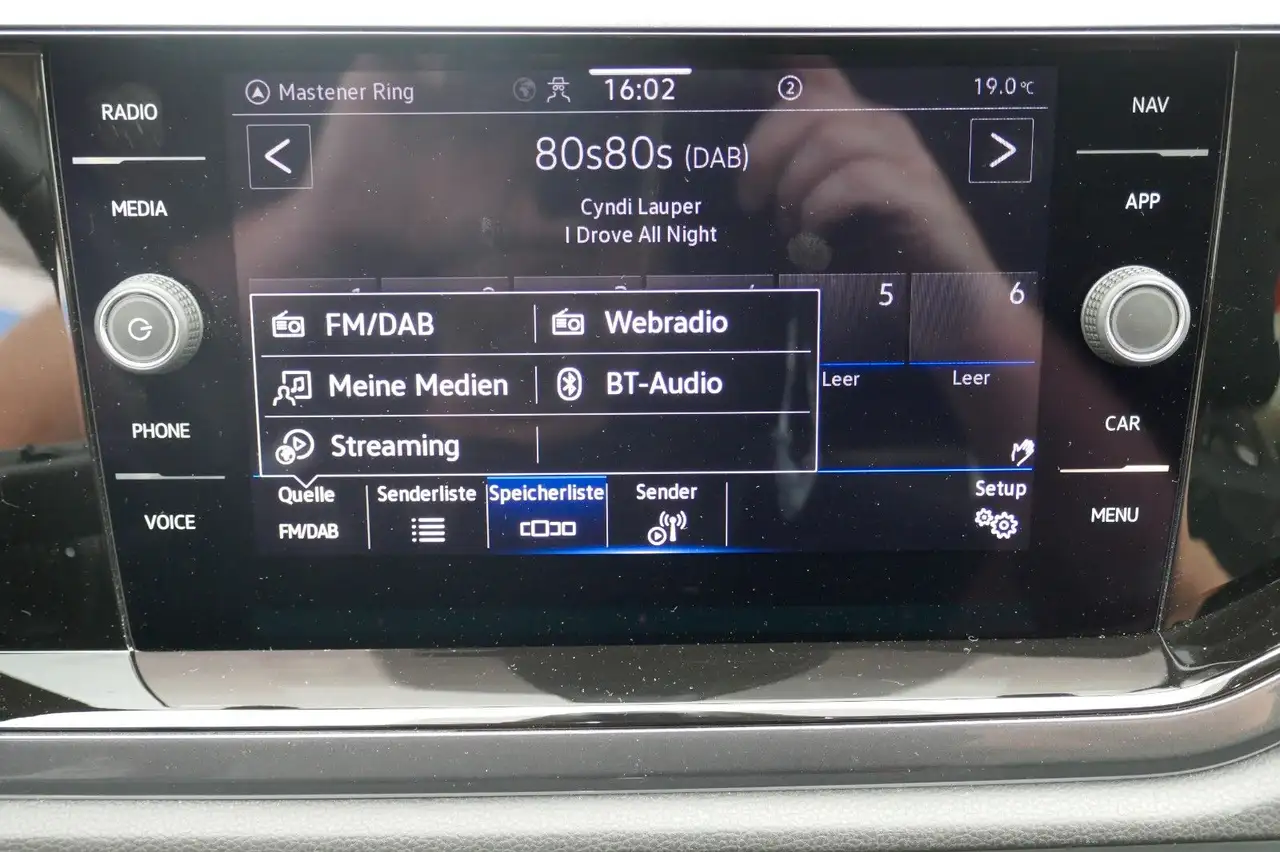 Mastener Ring 16:02 2 19.0 °C
RADIO
NAV
80s80s (DAB)
MEDIA
APP
Cyndi Lauper
I Drove All Night
5 6
FM/DAB Webradio
Leer Leer
Meine Medien BT-Audio
PHONE
CAR
Streaming
Quelle Senderliste Speicherliste Sender Setup
FM/DAB
VOICE
MENU